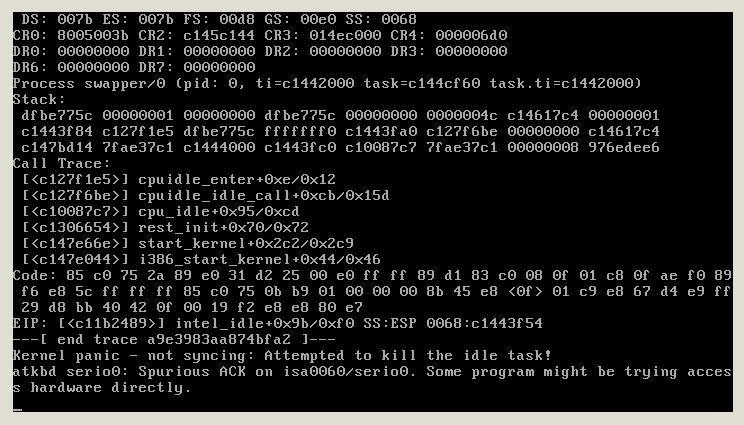 DS: 007b ES: 007b FS: 00d8 GS: 00e0 SS: 0068
CR0: 8005003b CR2: c145c144 CR3: 014ec000 CR4: 000006d0
DR0: 00000000 DR1: 00000000 DR2: 00000000 DR3: 00000000
DR6: 00000000 DR7: 00000000
Process swapper/0 (pid: 0, ti=c1442000 task=c144cf60 task.ti=c1442000)
Stack:
dfbe775c 00000001 00000000 dfbe775c 00000000 0000004c c14617c4 00000001
c1443f84 c127f1e5 dfbe775c fffffff0 c1443fa0 c127f6be 00000000 c14617c4
c147bd14 7fae37c1 c1444000 c1443fc0 c10087c7 7fae37c1 00000008 976edee6
Call Trace:
[<c127f1e5>] cpuidle_enter+0xe/0x12
[<c127f6be>] cpuidle_idle_call+0xcb/0x15d
[<c10087c7>] cpu_idle+0x95/0xcd
[<c1306654>] rest_init+0x70/0x72
[<c147e66e>] start_kernel+0x2c2/0x2c9
[<c147e044>] i386_start_kernel+0x44/0x46
Code: 85 c0 75 2a 89 e0 31 d2 25 00 e0 ff ff 89 d1 83 c0 08 0f 01 c8 0f ae f0 89
f6 e8 5c ff ff ff 85 c0 75 0b b9 01 00 00 00 8b 45 e8 <0f> 01 c9 e8 67 d4 e9 ff
29 d8 bb 40 42 0f 00 19 f2 e8 e8 80 e7
EIP: [<c11b2489>] intel_idle+0x9b/0xf0 SS:ESP 0068:c1443f54
---[ end trace a9e3983aa874bfa2 ]---
Kernel panic - not syncing: Attempted to kill the idle task!
atkbd serio0: Spurious ACK on isa0060/serio0. Some program might be trying acces
s hardware directly.